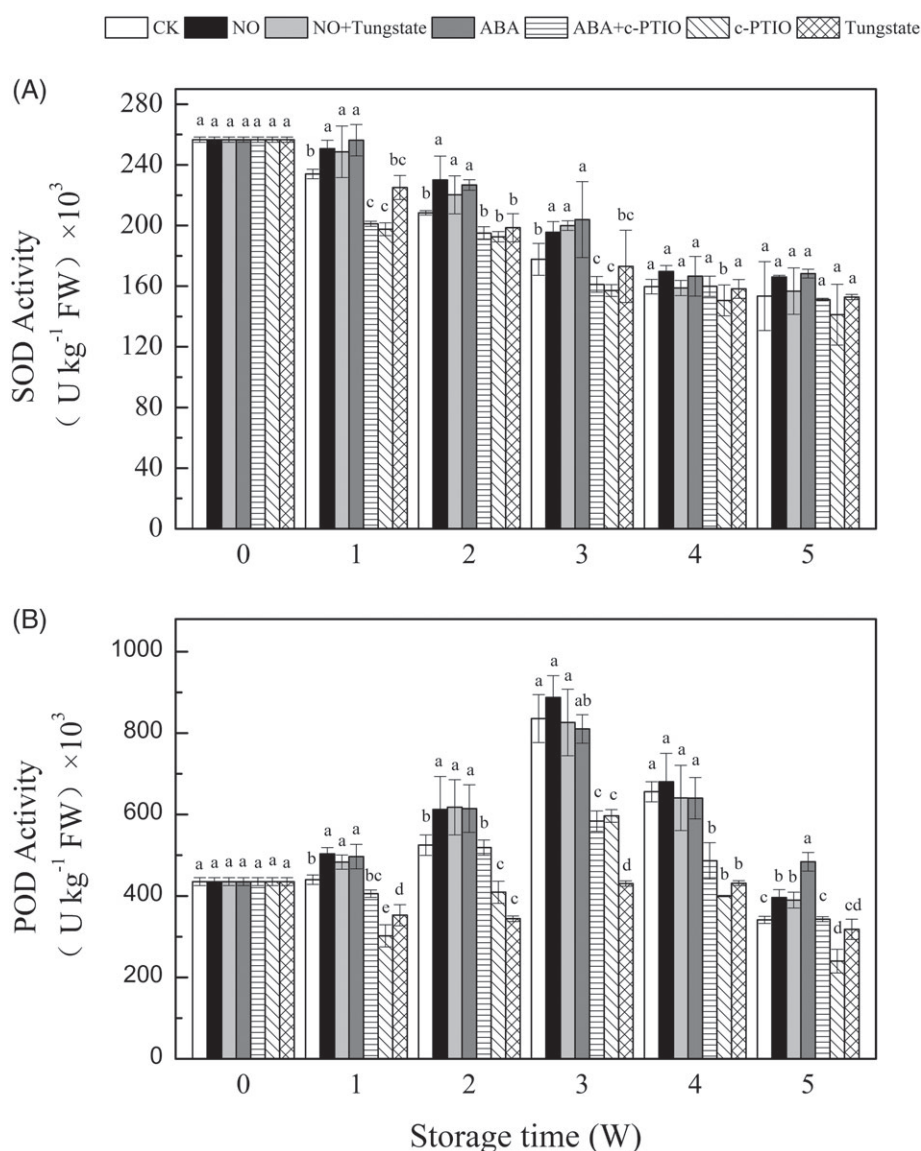 CK NO NO+Tungstate ABA ABA+c-PTIO c-PTIO Tungstate
(A)
280
a a a a a a a
b a a a c c bc
b a a a b b b
b a a a c c bc
a a a a a b a
a a a a a a a
240
200
160
120
80
40
0
SOD Activity
( U kg⁻¹ FW) ×10³
0 1 2 3 4 5
(B)
1000
a a a a a a a
b a a a bc e d
b a a a b c c
a a a ab c c d
a a a a b c b
c b b a c d cd
800
600
400
200
0
POD Activity
( U kg⁻¹ FW) ×10³
0 1 2 3 4 5
Storage time (W)